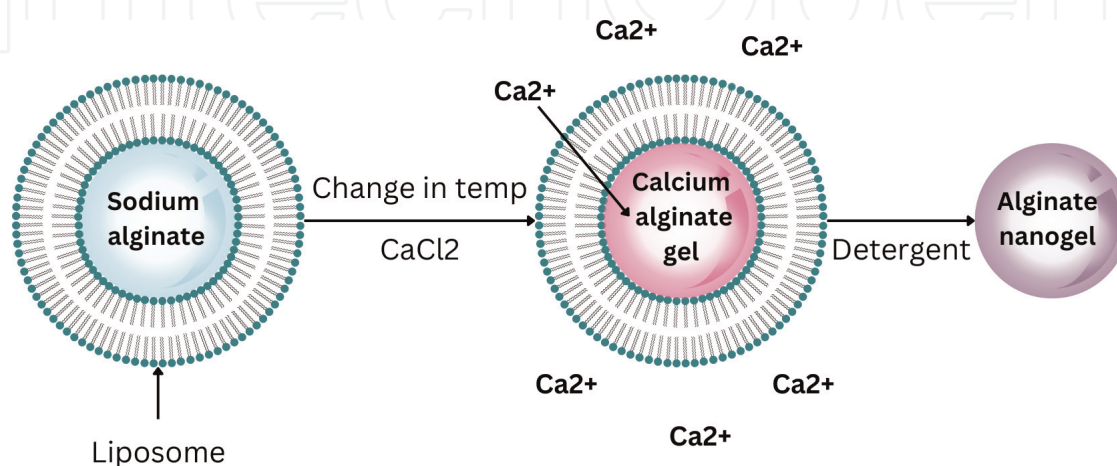 Ca2+
Ca2+
Ca2+
Sodium
alginate
Change in temp
CaCl2
Calcium
alginate
gel
Detergent
Alginate
nanogel
Ca2+
Ca2+
Ca2+
Liposome